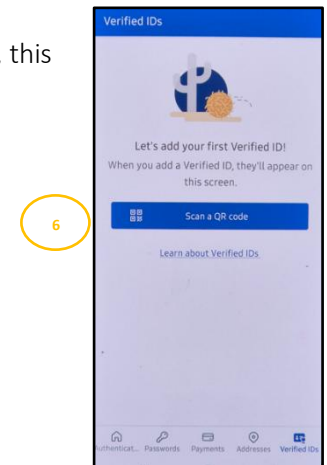 this
Verified IDs
Let's add your first Verified ID!
When you add a Verified ID, they'll appear on
this screen.
6
Scan a QR code
Learn about Verified IDs
Authenticat... Passwords Payments Addresses Verified IDs